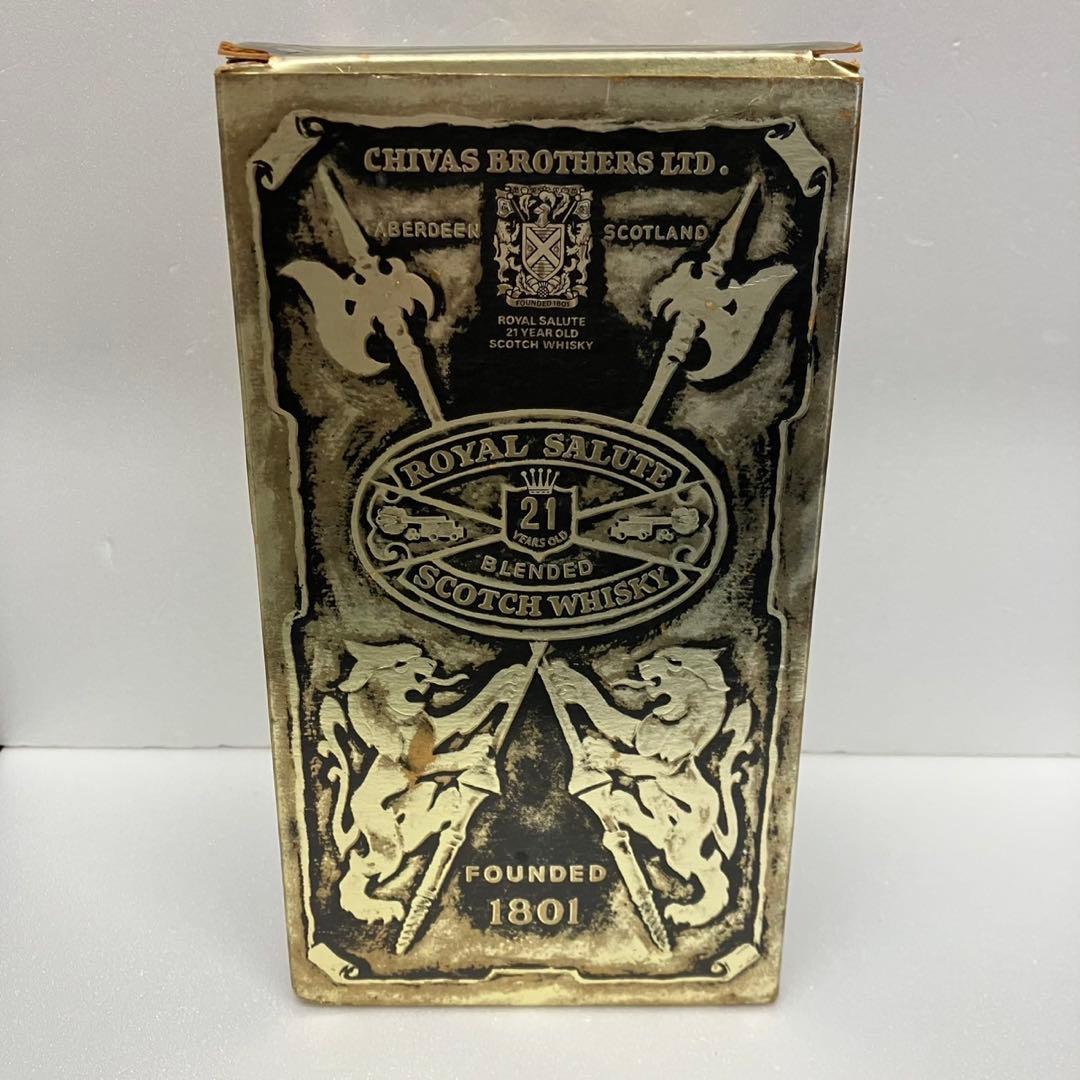 CHIVAS BROTHERS LTD.
ABERDEEN SCOTLAND
FOUNDED 1801
ROYAL SALUTE
21 YEAR OLD
SCOTCH WHISKY
ROYAL SALUTE
21
YEARS OLD
BLENDED
SCOTCH WHISKY
FOUNDED
1801